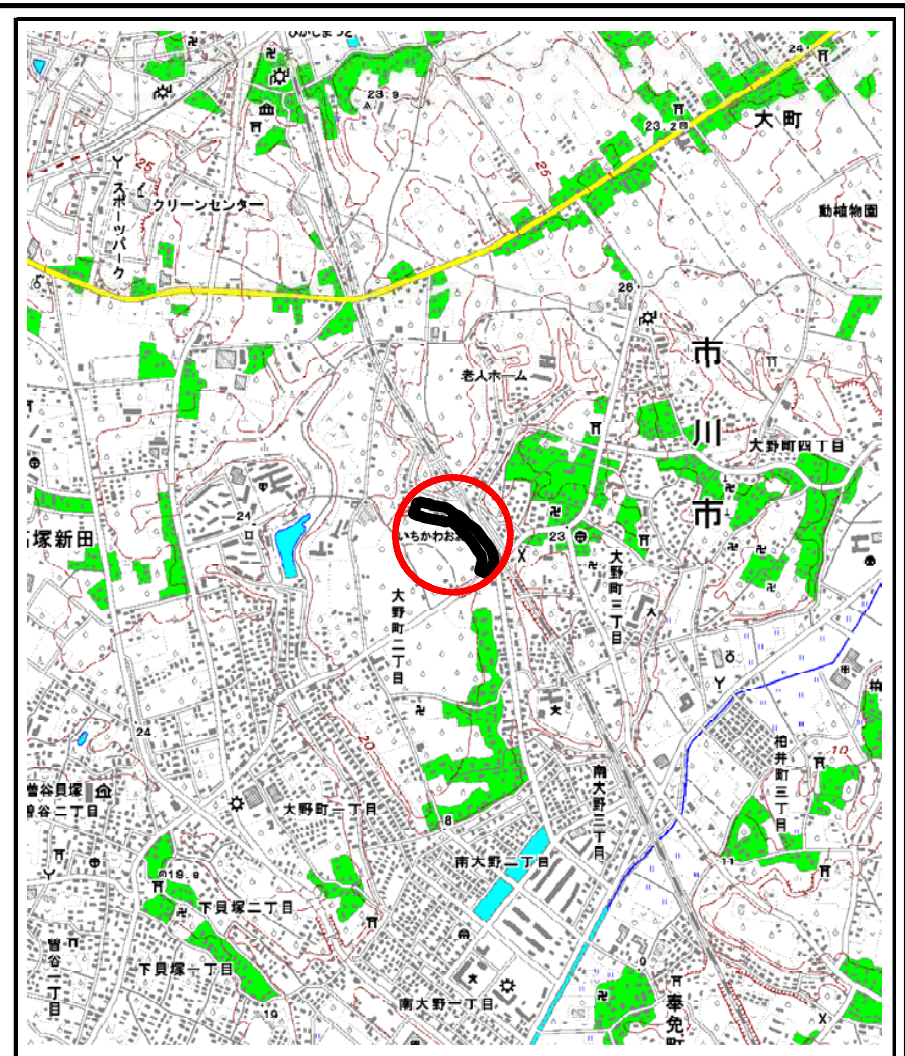 ひがしまつど
24
23.9
大町
23.2
25
25
スポーツパーク
クリーンセンター
動植物園
26
市川市
老人ホーム
大野町四丁目
24
塚新田
いちかわおお
23
大野町三丁目
大野町二丁目
柏
24
20
柏井町三丁目
10
曽谷貝塚
曽谷二丁目
大野町一丁目
南大野三丁目
8
南大野二丁目
11
19.8
下貝塚二丁目
曽谷一丁目
下貝塚一丁目
9
南大野一丁目
奉免町
19